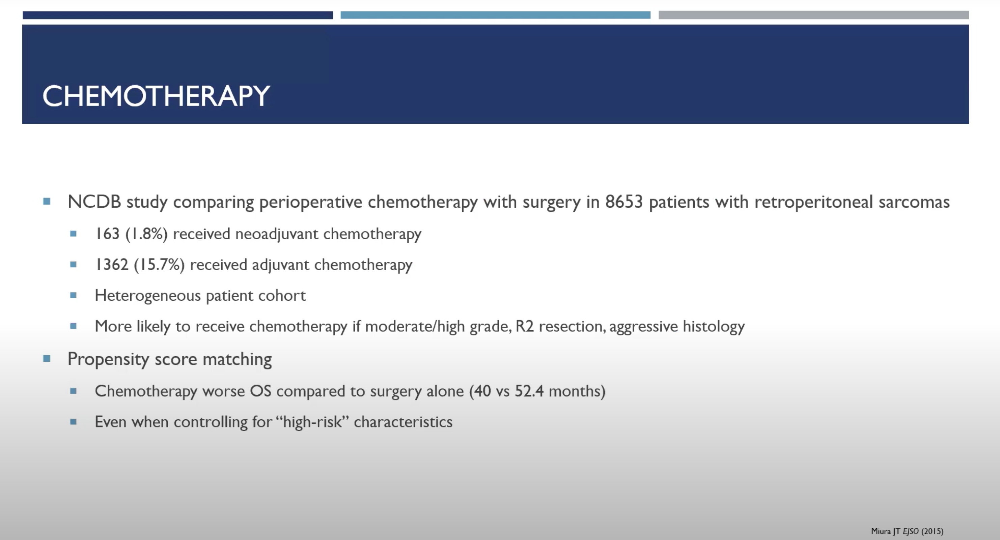 CHEMOTHERAPY
NCDB study comparing perioperative chemotherapy with surgery in 8653 patients with retroperitoneal sarcomas
163 (1.8%) received neoadjuvant chemotherapy
1362 (15.7%) received adjuvant chemotherapy
Heterogeneous patient cohort
More likely to receive chemotherapy if moderate/high grade, R2 resection, aggressive histology
Propensity score matching
Chemotherapy worse OS compared to surgery alone (40 vs 52.4 months)
Even when controlling for “high-risk” characteristics
Miura JT EJSO (2015)